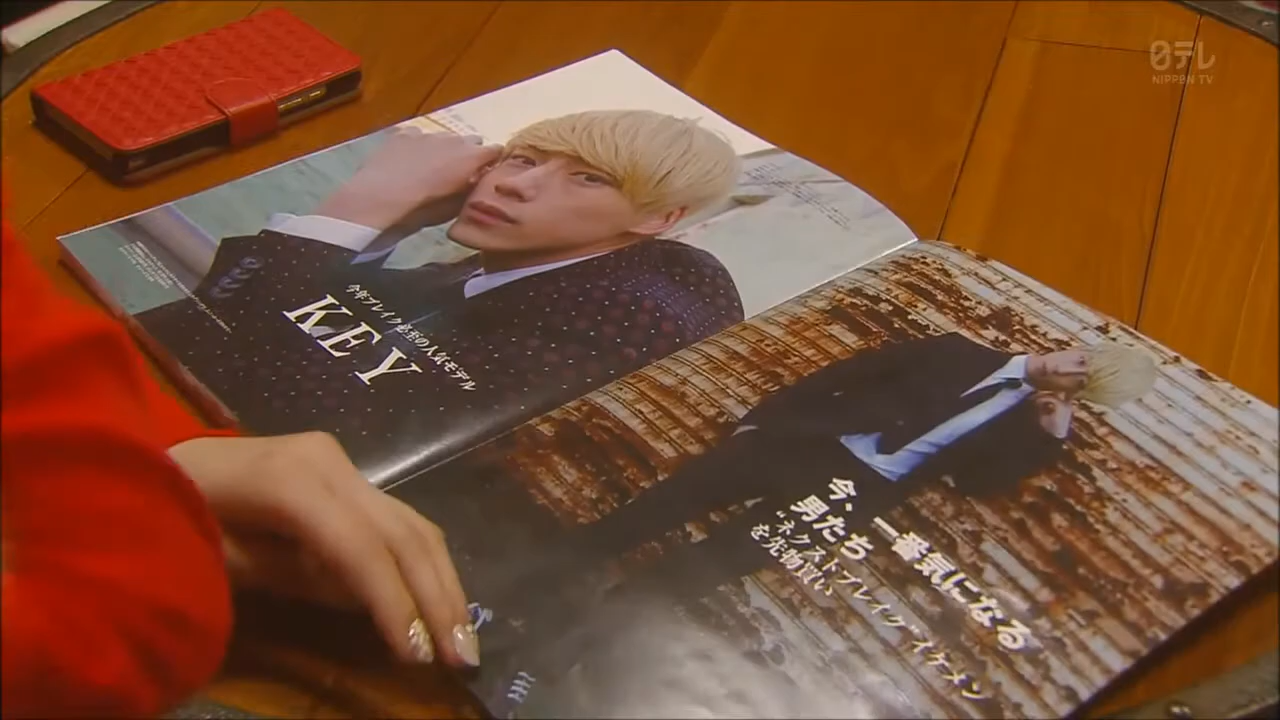 日テレ
NIPPON TV
今年ブレイク必至の人気モデル
KEY
今、一番気になる
男たち
“ネクストブレイク”イケメン
を先物買い